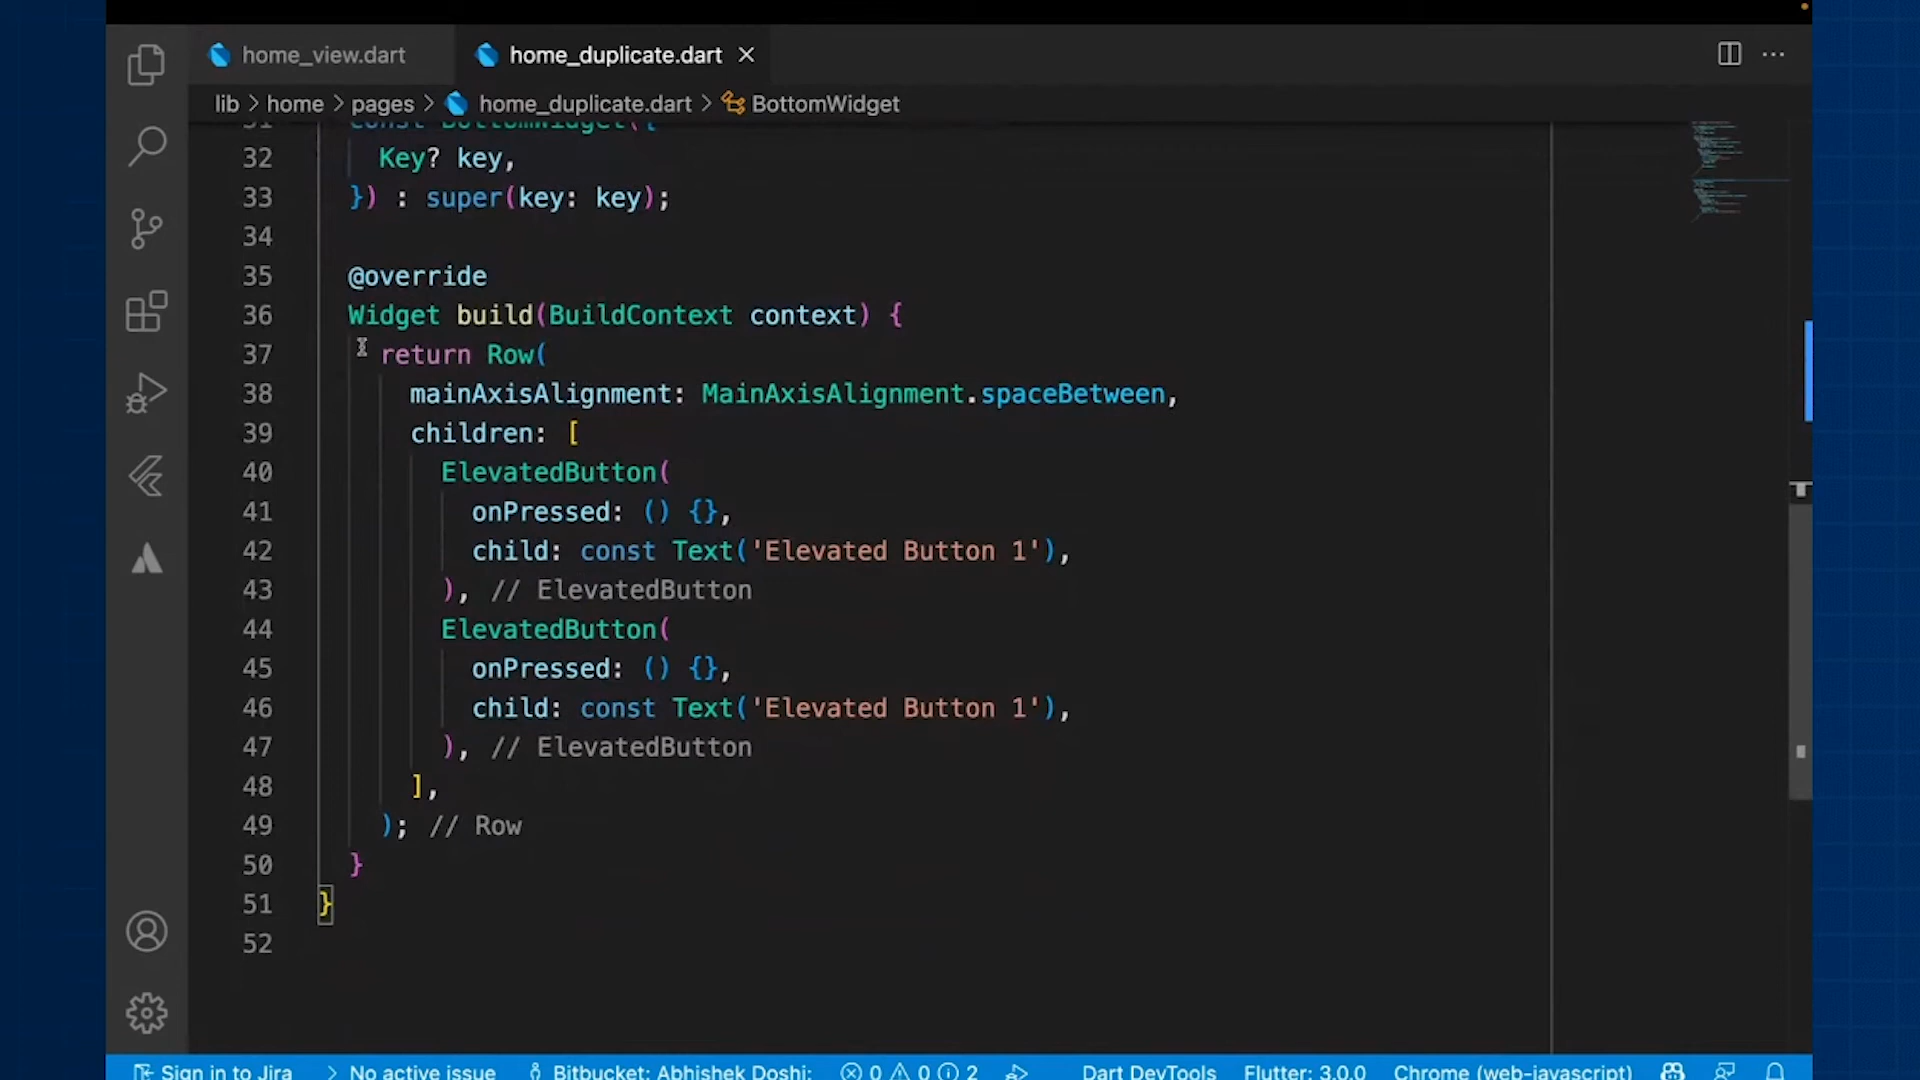 home_view.dart
home_duplicate.dart
lib > home > pages > home_duplicate.dart > BottomWidget
31 const BottomWidget({
32 Key? key,
33 }) : super(key: key);
34
35 @override
36 Widget build(BuildContext context) {
37 return Row(
38 mainAxisAlignment: MainAxisAlignment.spaceBetween,
39 children: [
40 ElevatedButton(
41 onPressed: () {},
42 child: const Text('Elevated Button 1'),
43 ), // ElevatedButton
44 ElevatedButton(
45 onPressed: () {},
46 child: const Text('Elevated Button 1'),
47 ), // ElevatedButton
48 ],
49 ); // Row
50 }
51 }
52
Sign in to Jira No active issue Bitbucket: Abhishek Doshi: 0 0 2 Dart DevTools Flutter: 3.0.0 Chrome (web-javascript)